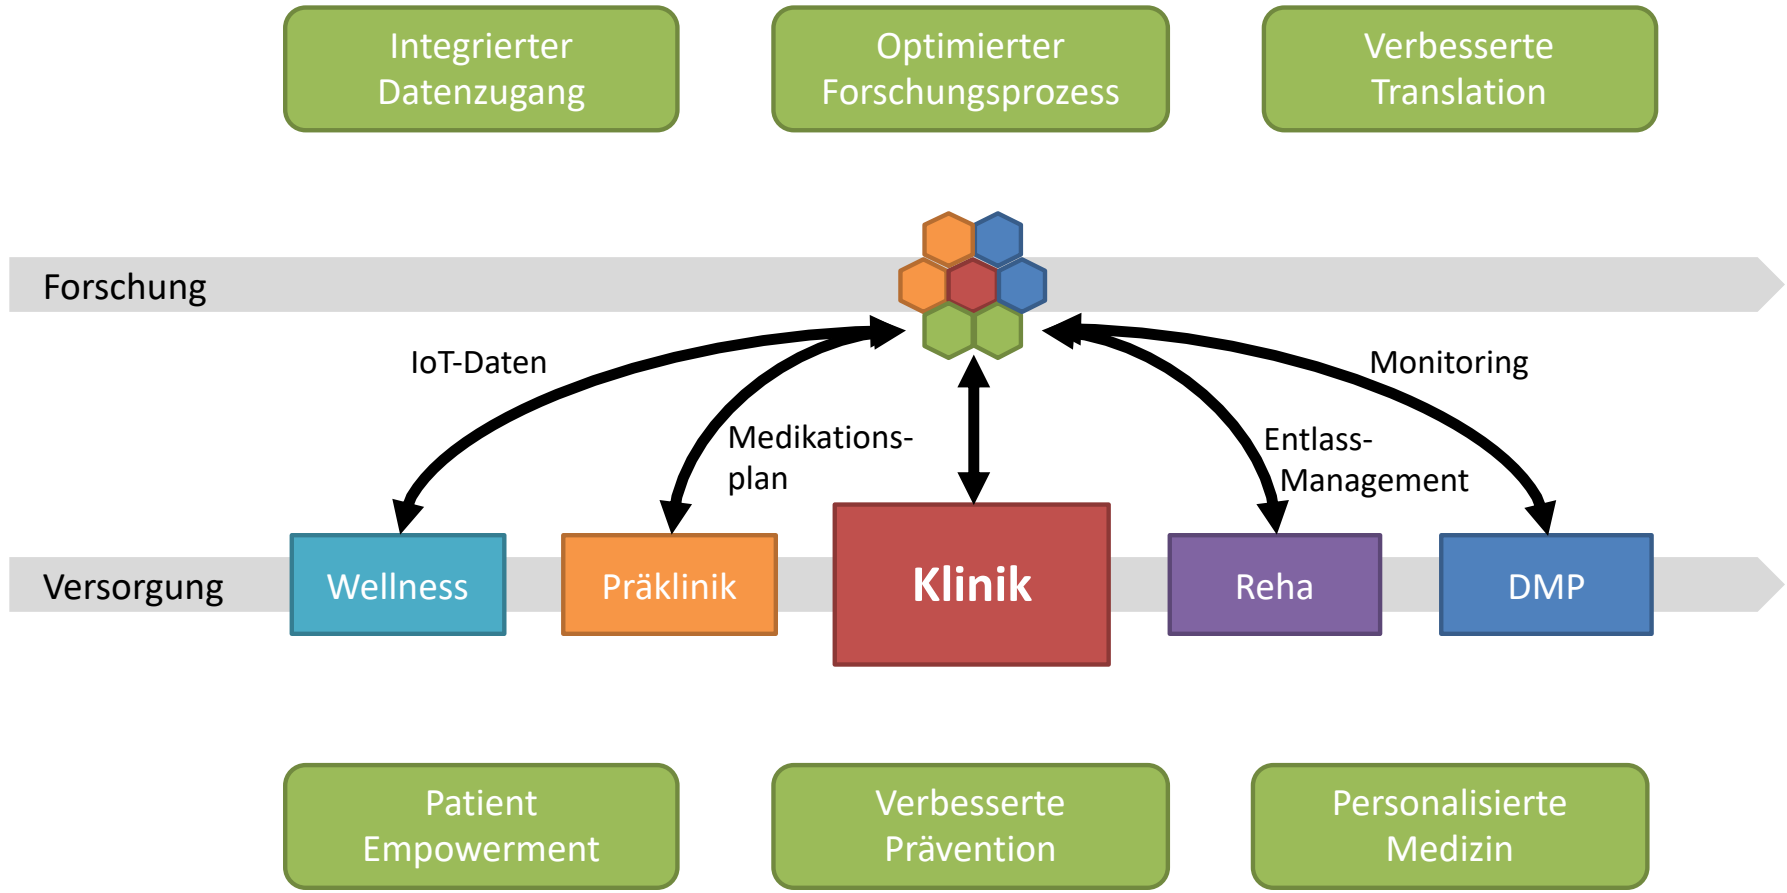 Integrierter
Datenzugang
Optimierter
Forschungsprozess
Verbesserte
Translation
Forschung
IoT-Daten
Medikations-
plan
Entlass-
Management
Monitoring
Versorgung
Wellness
Präklinik
Klinik
Reha
DMP
Patient
Empowerment
Verbesserte
Prävention
Personalisierte
Medizin